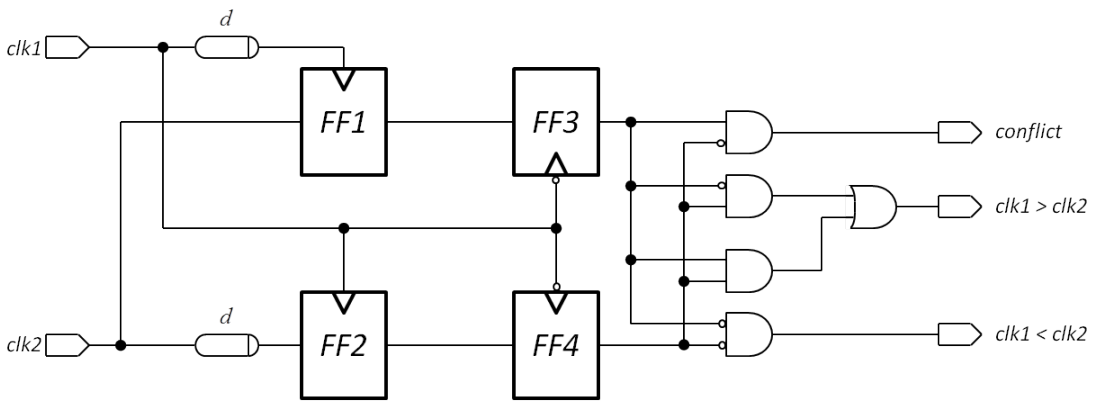 d
clk1
FF1
FF3
conflict
clk1 > clk2
d
clk2
FF2
FF4
clk1 < clk2